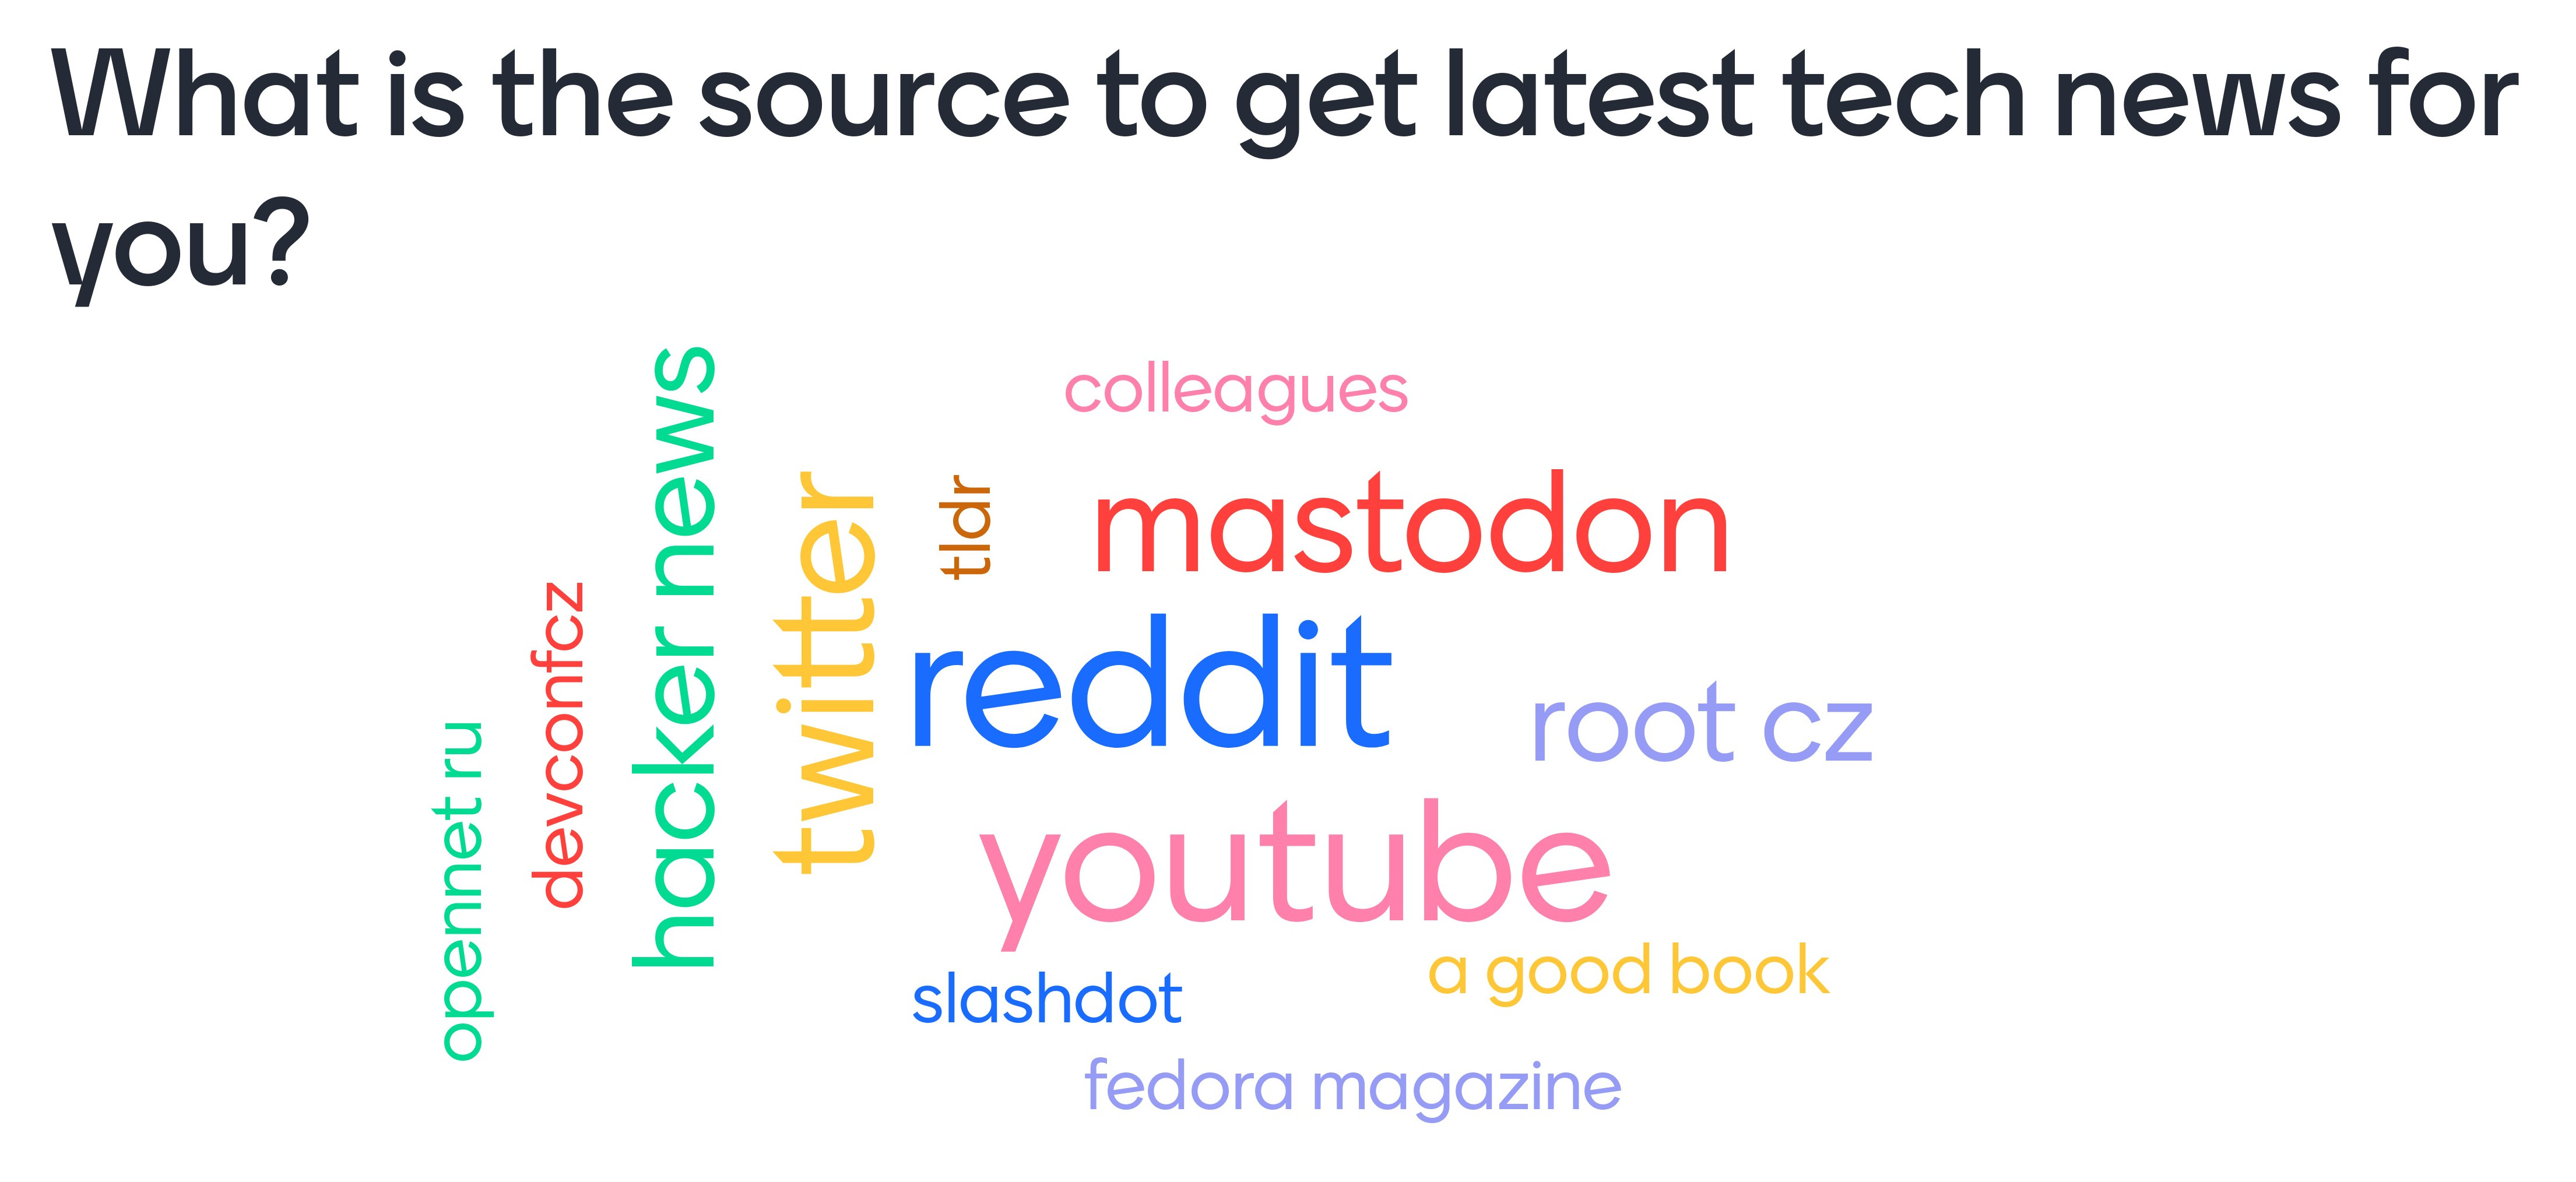 What is the source to get latest tech news for
you?
colleagues
hacker news
twitter
tldr
mastodon
devconfcz
reddit
root cz
opennet ru
youtube
a good book
slashdot
fedora magazine